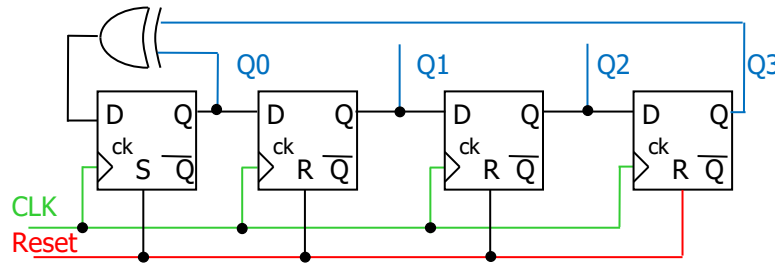 Q0 Q1 Q2 Q3
D Q D Q D Q D Q
ck ck ck ck
S Q R Q R Q R Q
CLK
Reset